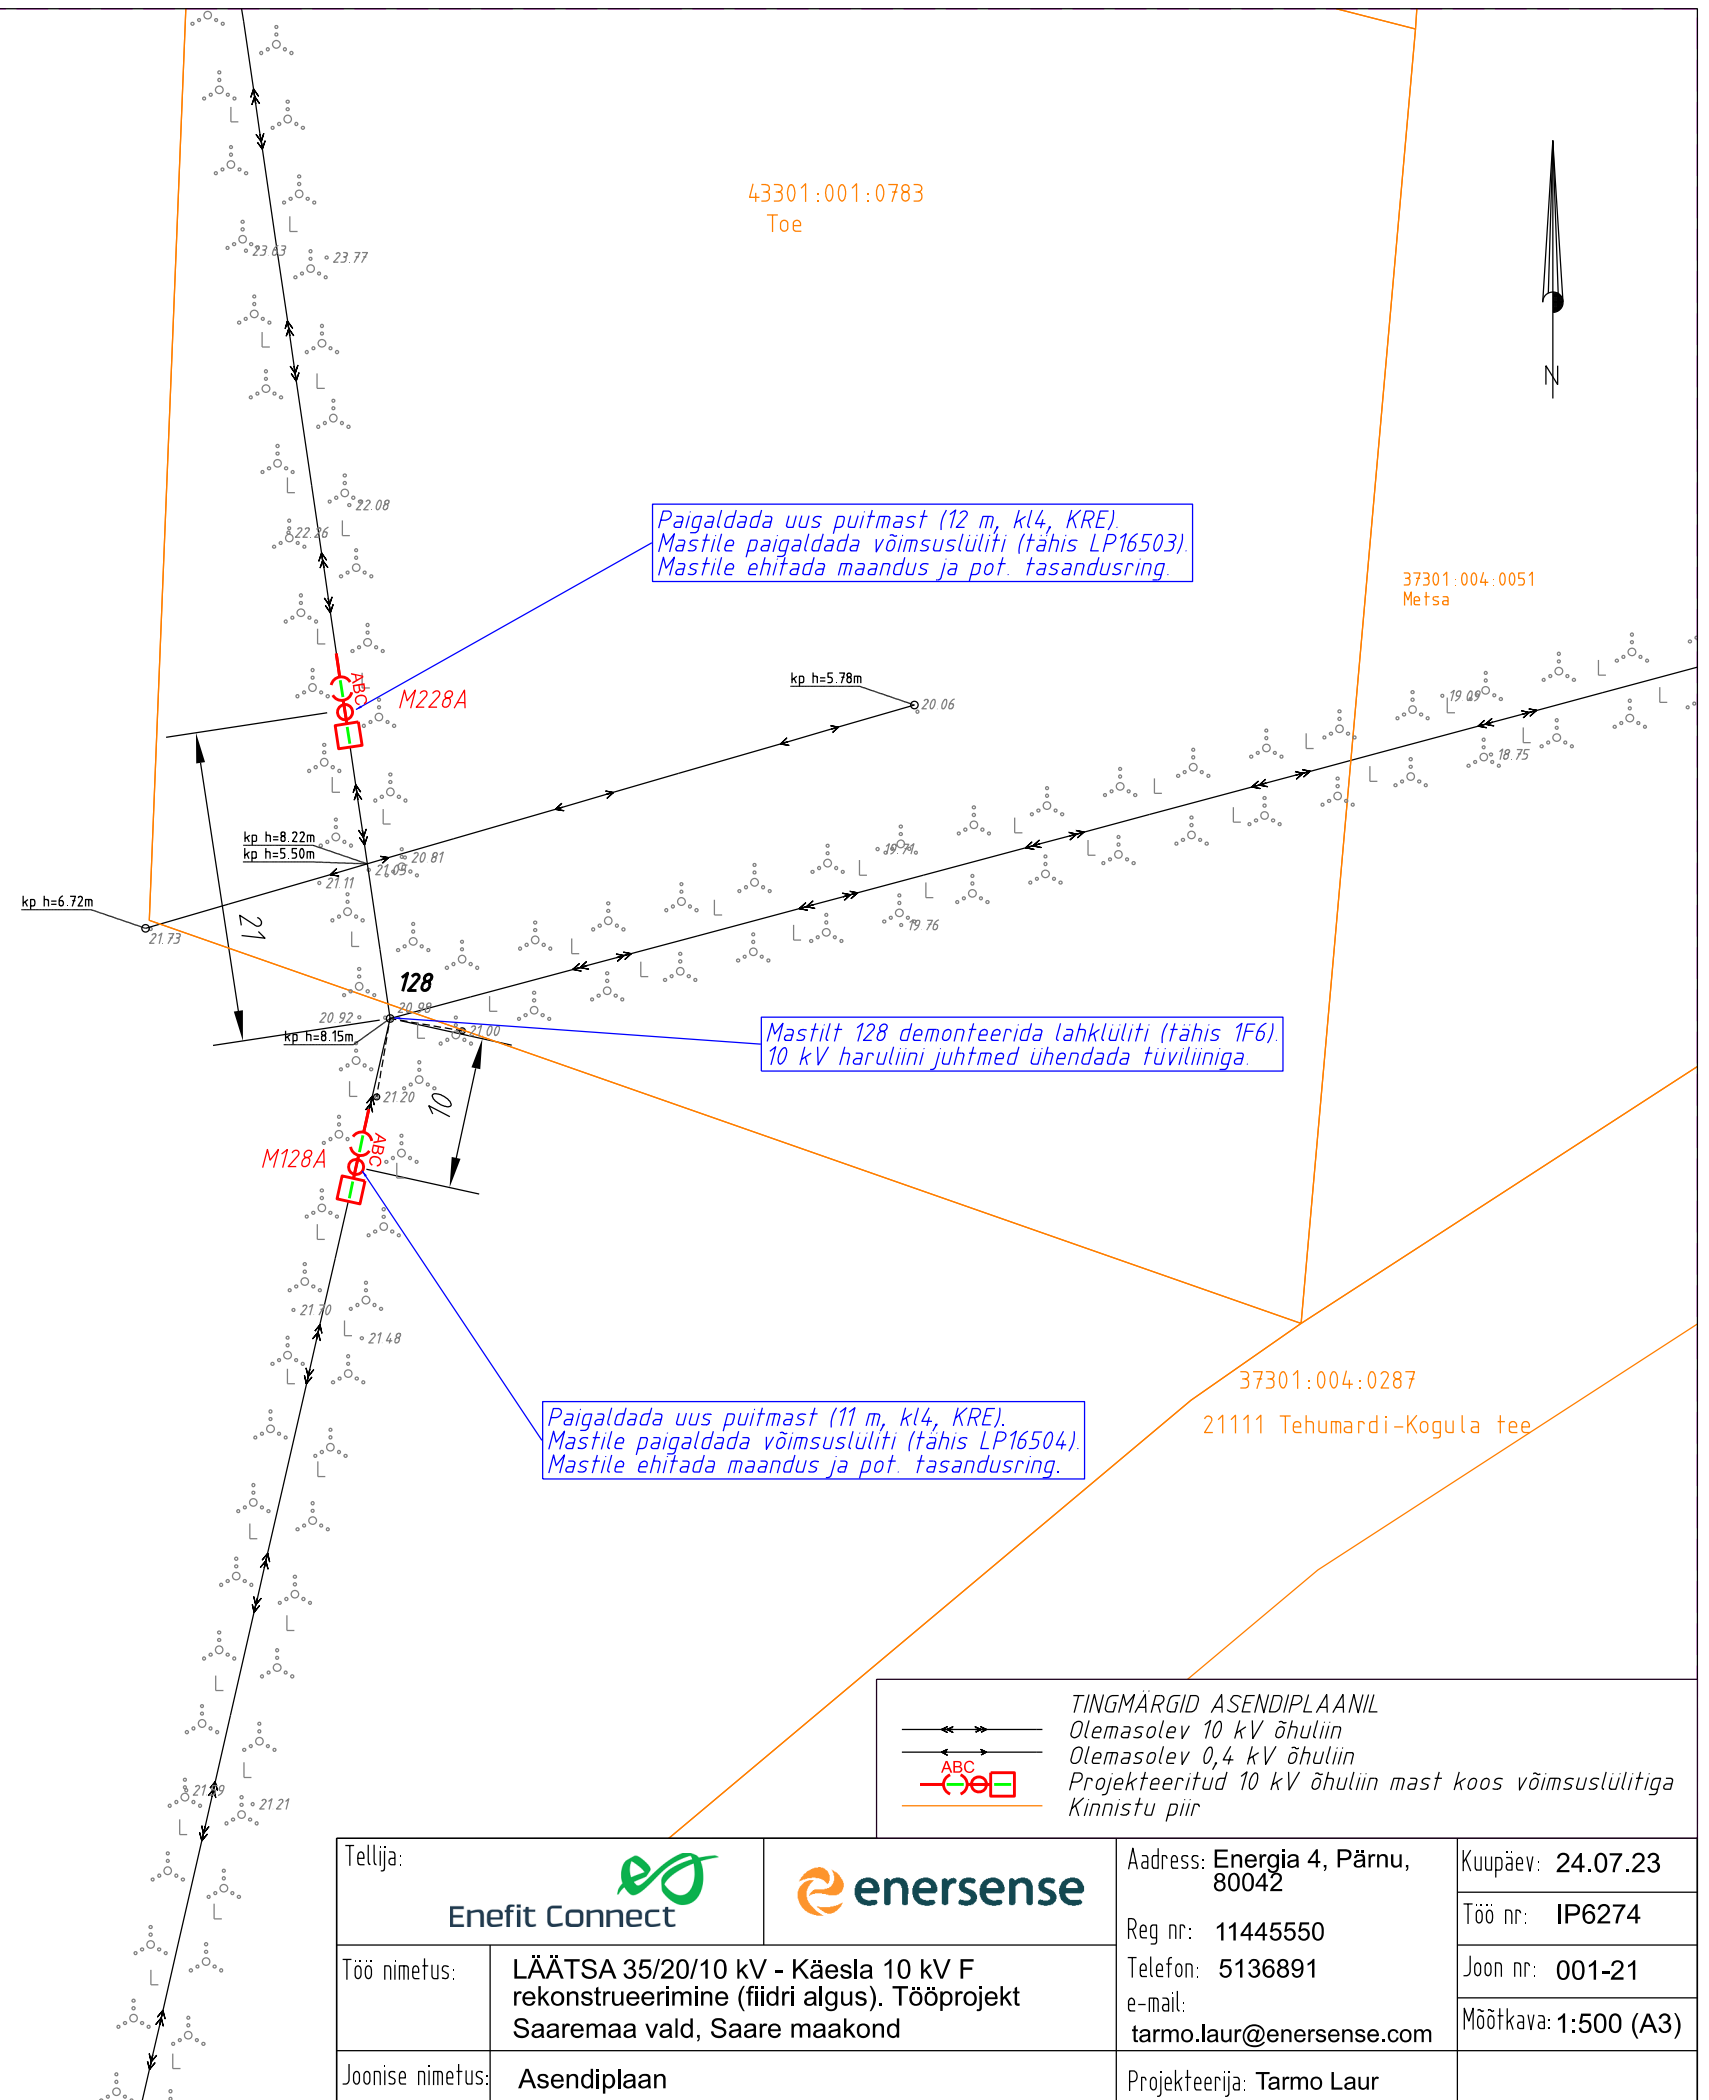 43301:001:0783
Toe
23.63
23.77
N
22.08
22.26
Paigaldada uus puitmast (12 m, kl4, KRE).
Mastile paigaldada võimsuslüliti (tähis LP16503).
Mastile ehitada maandus ja pot. tasandusring.
37301:004:0051
Metsa
ABC
M228A
kp h=5.78m
20.06
19.09
18.75
kp h=8.22m
kp h=5.50m
20.81
21.05
21.11
19.71
19.76
kp h=6.72m
21.73
21
128
20.98
20.92
kp h=8.15m
21.00
Mastilt 128 demonteerida lahklüliti (tähis 1F6).
10 kV haruliini juhtmed ühendada tüviliiniga.
21.20
10
ABC
M128A
21.70
21.48
37301:004:0287
21111 Tehumardi-Kogula tee
Paigaldada uus puitmast (11 m, kl4, KRE).
Mastile paigaldada võimsuslüliti (tähis LP16504).
Mastile ehitada maandus ja pot. tasandusring.
21.21
TINGMÄRGID ASENDIPLAANIL
Olemasolev 10 kV õhuliin
Olemasolev 0,4 kV õhuliin
ABC
Projekteeritud 10 kV õhuliin mast koos võimsuslülitiga
Kinnistu piir
Tellija:
Enefit Connect
enersense
Aadress: Energia 4, Pärnu,
80042
Reg nr: 11445550
Telefon: 5136891
e-mail:
tarmo.laur@enersense.com
Kuupäev: 24.07.23
Töö nr: IP6274
Joon nr: 001-21
Mõõtkava: 1:500 (A3)
Töö nimetus:
LÄÄTSA 35/20/10 kV - Käesla 10 kV F
rekonstrueerimine (fiidri algus). Tööprojekt
Saaremaa vald, Saare maakond
Joonise nimetus: Asendiplaan
Projekteerija: Tarmo Laur